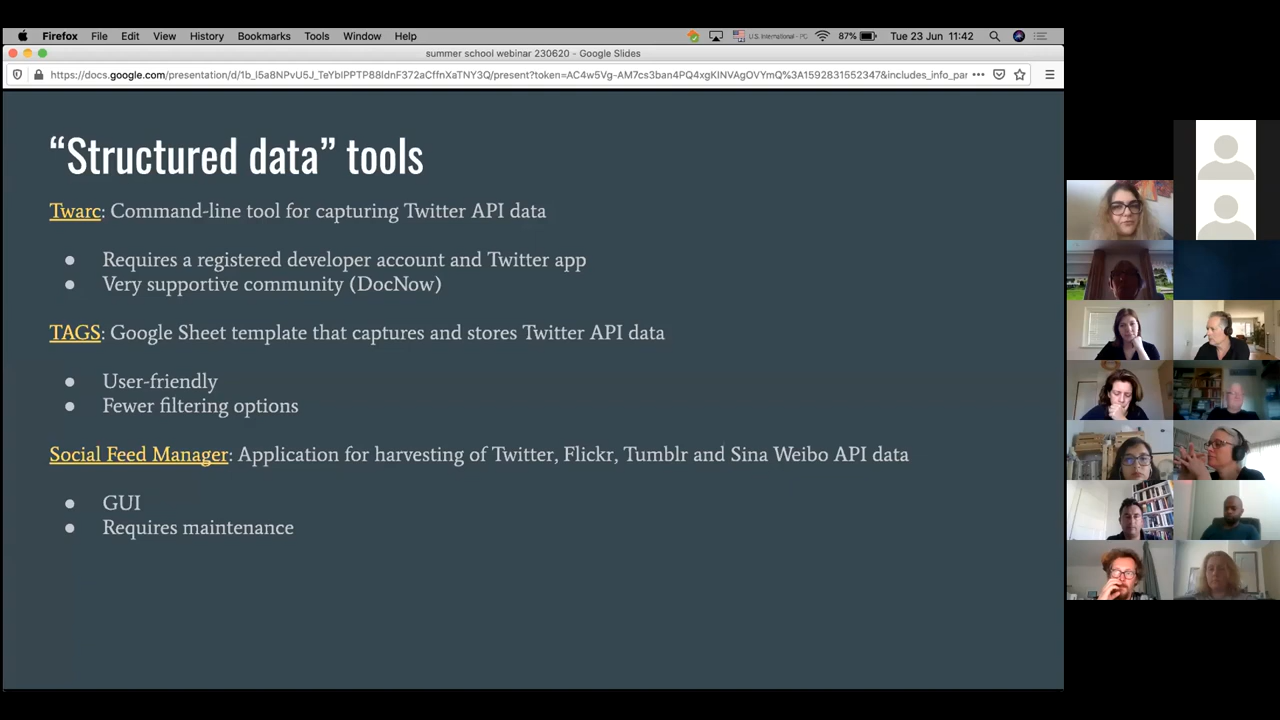 Firefox File Edit View History Bookmarks Tools Window Help U.S. International - PC 87% Tue 23 Jun 11:42
summer school webinar 230620 - Google Slides
https://docs.google.com/presentation/d/1b_I5a8NPvU5J_TeYbIPPTP88IdnF372aCffnXaTNY3Q/present?token=AC4w5Vg-AM7cs3ban4PQ4xgKINVAgOVYmQ%3A1592831552347&includes_info_par
“Structured data” tools
Twarc: Command-line tool for capturing Twitter API data
● Requires a registered developer account and Twitter app
● Very supportive community (DocNow)
TAGS: Google Sheet template that captures and stores Twitter API data
● User-friendly
● Fewer filtering options
Social Feed Manager: Application for harvesting of Twitter, Flickr, Tumblr and Sina Weibo API data
● GUI
● Requires maintenance